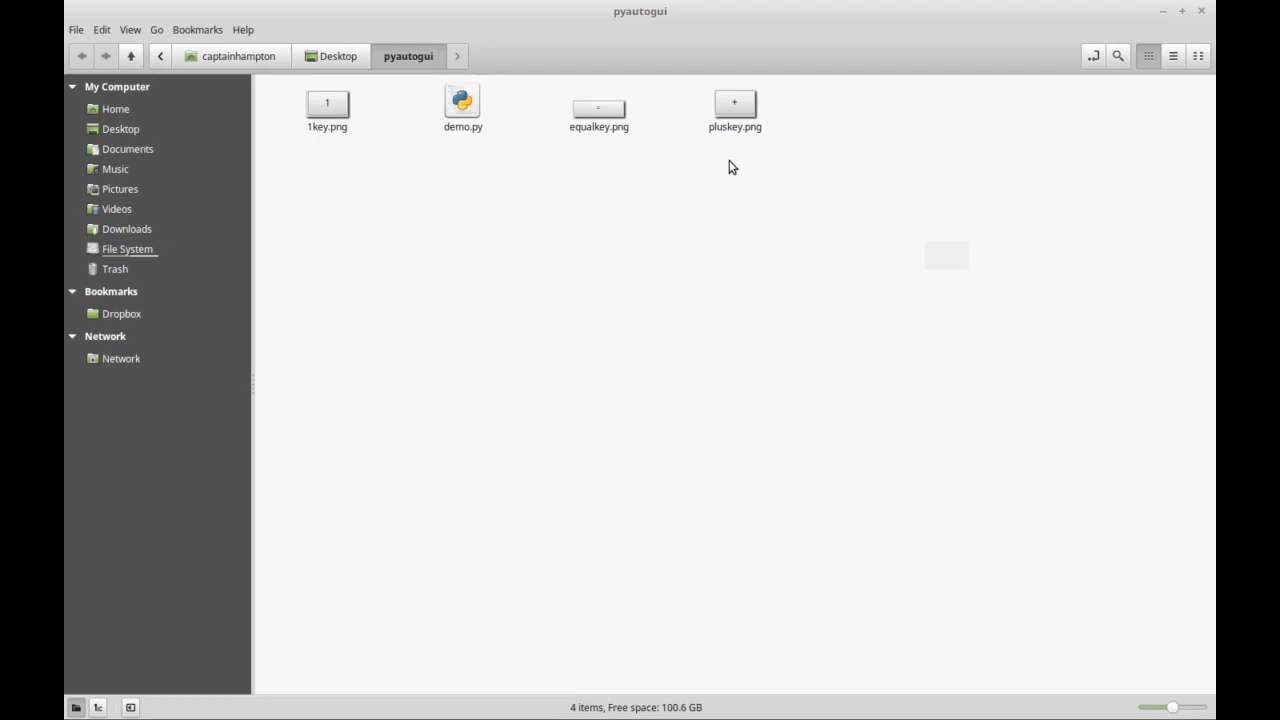 pyautogui
File Edit View Go Bookmarks Help
captainhampton Desktop pyautogui
My Computer
Home
Desktop
Documents
Music
Pictures
Videos
Downloads
File System
Trash
Bookmarks
Dropbox
Network
Network
1
+
=
1key.png demo.py equalkey.png pluskey.png
4 items, Free space: 100.6 GB